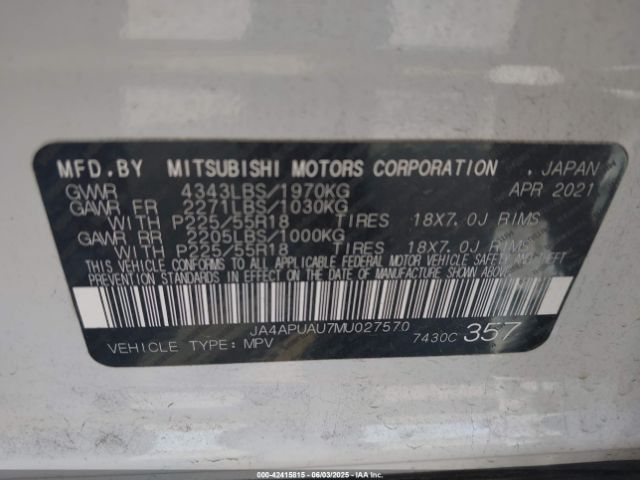 MFD.BY MITSUBISHI MOTORS CORPORATION , JAPAN
GVWR 4343LBS/1970KG APR 2021
GAWR FR 2271LBS/1030KG
WITH P225/55R18 TIRES 18X7.0J RIMS
GAWR RR 2205LBS/1000KG
WITH P225/55R18 TIRES 18X7.0J RIMS
THIS VEHICLE CONFORMS TO ALL APPLICABLE FEDERAL MOTOR VEHICLE SAFETY AND THEFT
PREVENTION STANDARDS IN EFFECT ON THE DATE OF MANUFACTURE SHOWN ABOVE.
JA4APUAU7MU027570
VEHICLE TYPE: MPV 7430C 357
000-42415815 - 06/03/2025 - IAAI.COM